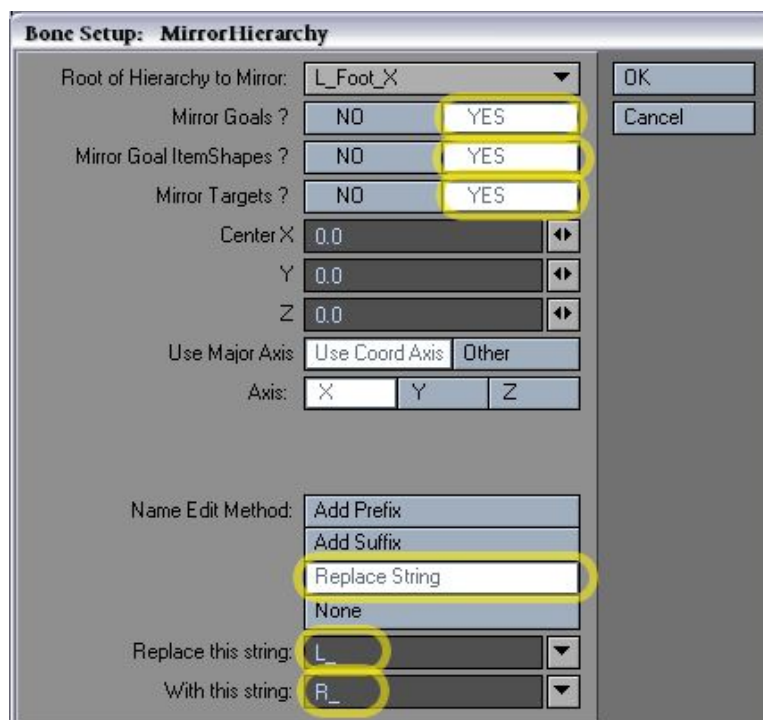 Bone Setup: MirrorHierarchy
Root of Hierarchy to Mirror: L_Foot_X OK
Mirror Goals ? NO YES Cancel
Mirror Goal ItemShapes ? NO YES
Mirror Targets ? NO YES
Center X 0.0
Y 0.0
Z 0.0
Use Major Axis Use Coord Axis Other
Axis: X Y Z
Name Edit Method: Add Prefix
Add Suffix
Replace String
None
Replace this string: L_
With this string: R_